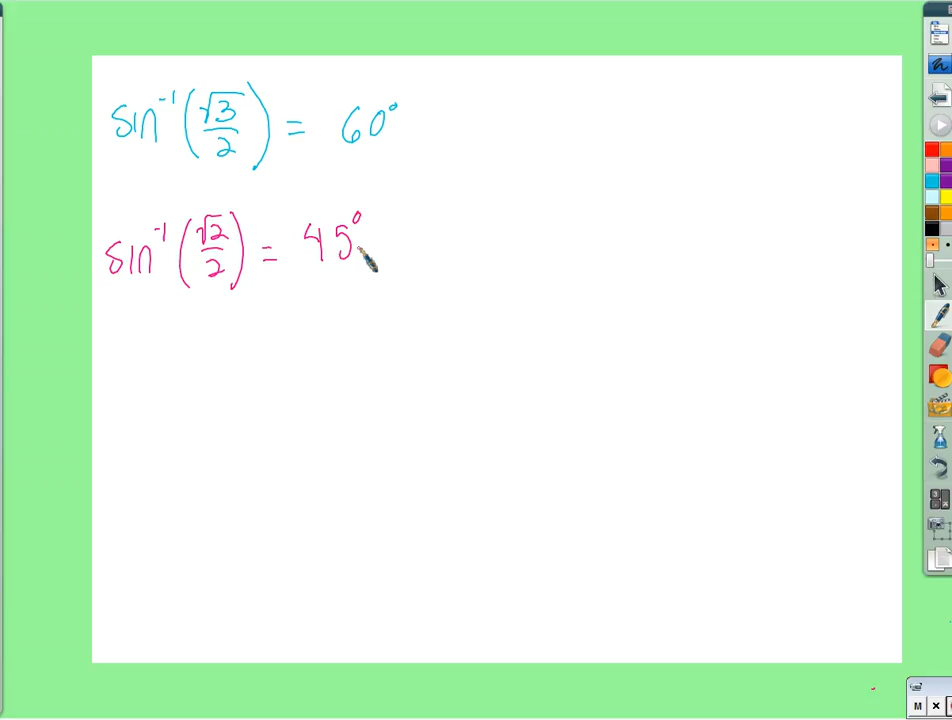 sin⁻¹(√3/2) = 60°
sin⁻¹(√2/2) = 45°
M